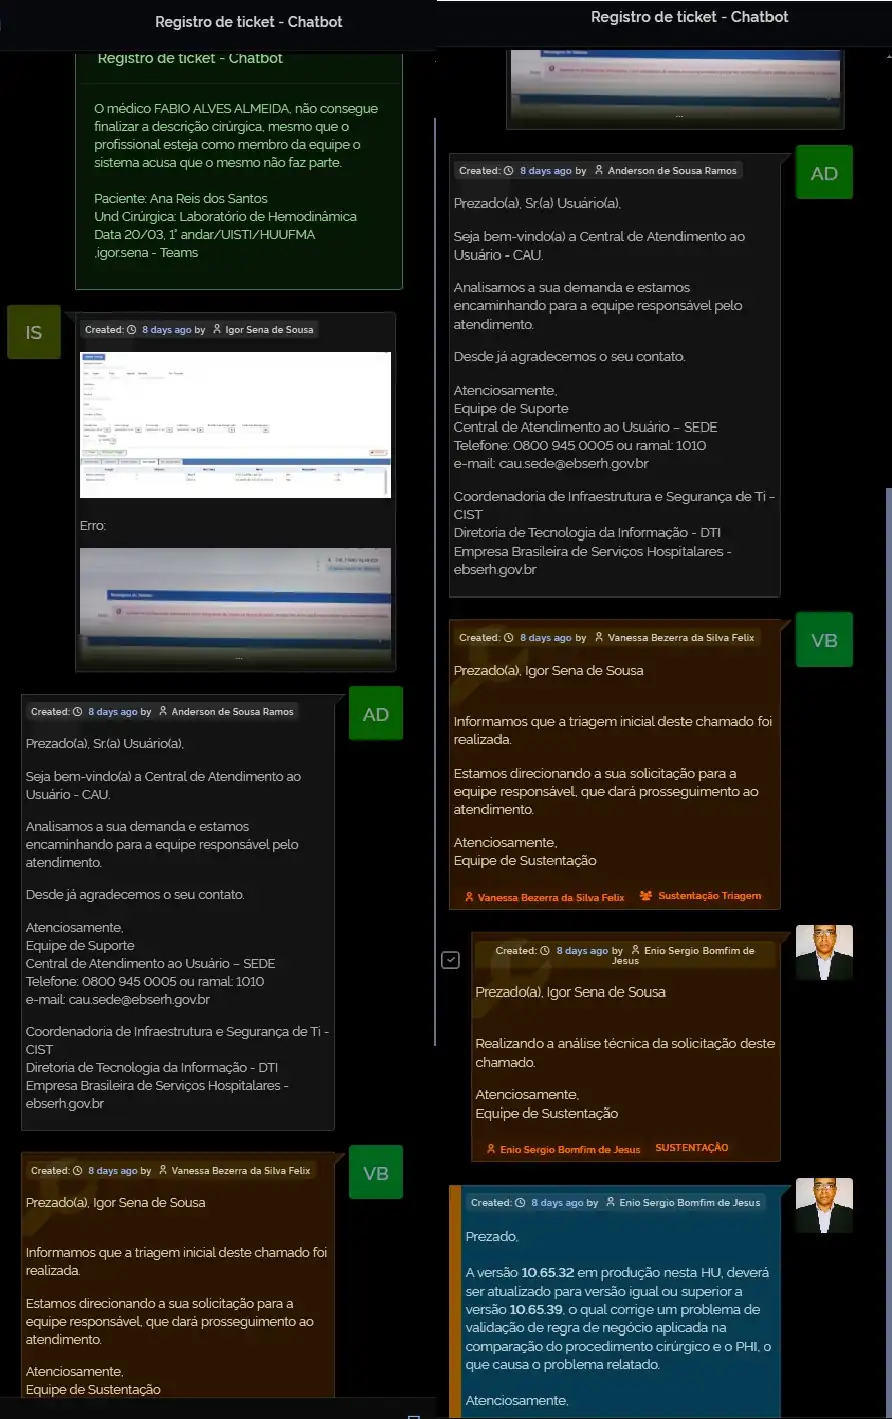 Registro de ticket - Chatbot
Registro de ticket - Chatbot
O médico FABIO ALVES ALMEIDA, não consegue
finalizar a descrição cirúrgica, mesmo que o
profissional esteja como membro da equipe o
sistema acusa que o mesmo não faz parte.
Paciente: Ana Reis dos Santos
Und Cirúrgica: Laboratório de Hemodinâmica
Data 20/03, 1° andar/UISTI/HUUFMA
,igor.sena - Teams
IS
Created: 8 days ago by Igor Sena de Sousa
Erro:
...
Created: 8 days ago by Anderson de Sousa Ramos
AD
Prezado(a), Sr.(a) Usuário(a),
Seja bem-vindo(a) a Central de Atendimento ao
Usuário - CAU.
Analisamos a sua demanda e estamos
encaminhando para a equipe responsável pelo
atendimento.
Desde já agradecemos o seu contato.
Atenciosamente,
Equipe de Suporte
Central de Atendimento ao Usuário – SEDE
Telefone: 0800 945 0005 ou ramal: 1010
e-mail: cau.sede@ebserh.gov.br
Coordenadoria de Infraestrutura e Segurança de Ti -
CIST
Diretoria de Tecnologia da Informação - DTI
Empresa Brasileira de Serviços Hospitalares -
ebserh.gov.br
Created: 8 days ago by Vanessa Bezerra da Silva Felix
VB
Prezado(a), Igor Sena de Sousa
Informamos que a triagem inicial deste chamado foi
realizada.
Estamos direcionando a sua solicitação para a
equipe responsável, que dará prosseguimento ao
atendimento.
Atenciosamente,
Equipe de Sustentação
Registro de ticket - Chatbot
...
Created: 8 days ago by Anderson de Sousa Ramos
AD
Prezado(a), Sr.(a) Usuário(a),
Seja bem-vindo(a) a Central de Atendimento ao
Usuário - CAU.
Analisamos a sua demanda e estamos
encaminhando para a equipe responsável pelo
atendimento.
Desde já agradecemos o seu contato.
Atenciosamente,
Equipe de Suporte
Central de Atendimento ao Usuário – SEDE
Telefone: 0800 945 0005 ou ramal: 1010
e-mail: cau.sede@ebserh.gov.br
Coordenadoria de Infraestrutura e Segurança de Ti -
CIST
Diretoria de Tecnologia da Informação - DTI
Empresa Brasileira de Serviços Hospitalares -
ebserh.gov.br
Created: 8 days ago by Vanessa Bezerra da Silva Felix
VB
Prezado(a), Igor Sena de Sousa
Informamos que a triagem inicial deste chamado foi
realizada.
Estamos direcionando a sua solicitação para a
equipe responsável, que dará prosseguimento ao
atendimento.
Atenciosamente,
Equipe de Sustentação
Vanessa Bezerra da Silva Felix Sustentação Triagem
Created: 8 days ago by Enio Sergio Bomfim de
Jesus
Prezado(a), Igor Sena de Sousa
Realizando a análise técnica da solicitação deste
chamado.
Atenciosamente,
Equipe de Sustentação
Enio Sergio Bomfim de Jesus SUSTENTAÇÃO
Created: 8 days ago by Enio Sergio Bomfim de Jesus
Prezado,
A versão 10.65.32 em produção nesta HU, deverá
ser atualizado para versão igual ou superior a
versão 10.65.39, o qual corrige um problema de
validação de regra de negócio aplicada na
comparação do procedimento cirúrgico e o PHI, o
que causa o problema relatado.
Atenciosamente,